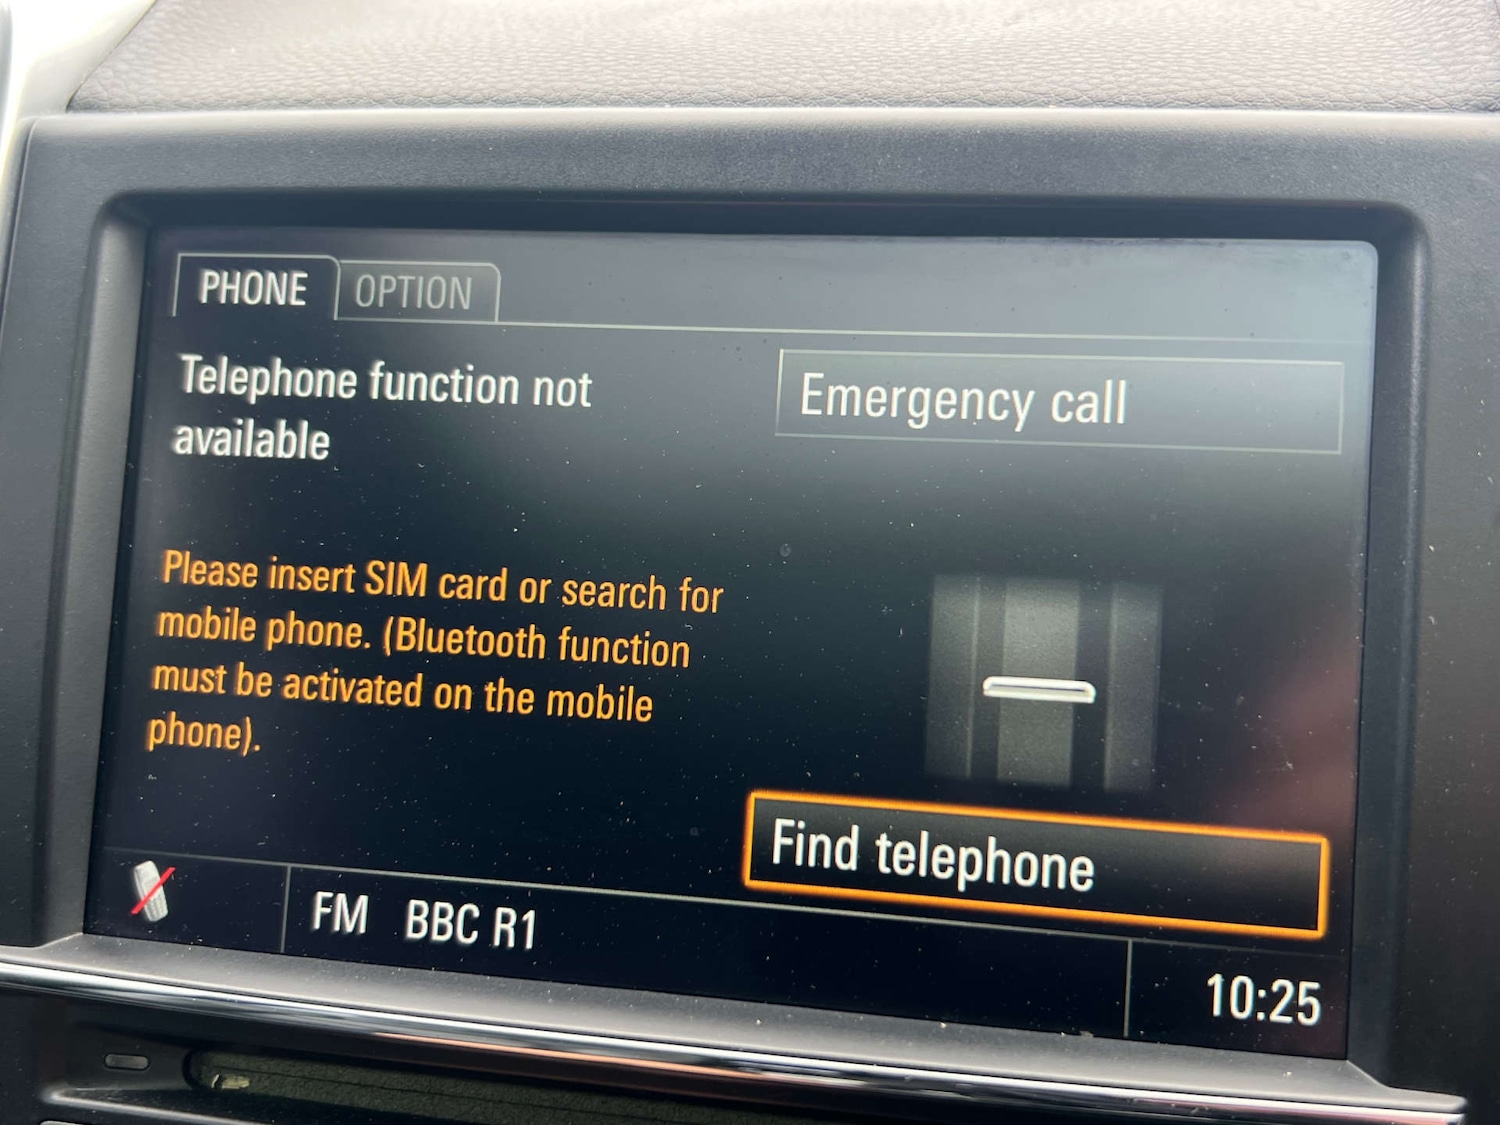 PHONE OPTION
Telephone function not
available
Emergency call
Please insert SIM card or search for
mobile phone. (Bluetooth function
must be activated on the mobile
phone).
Find telephone
FM BBC R1
10:25